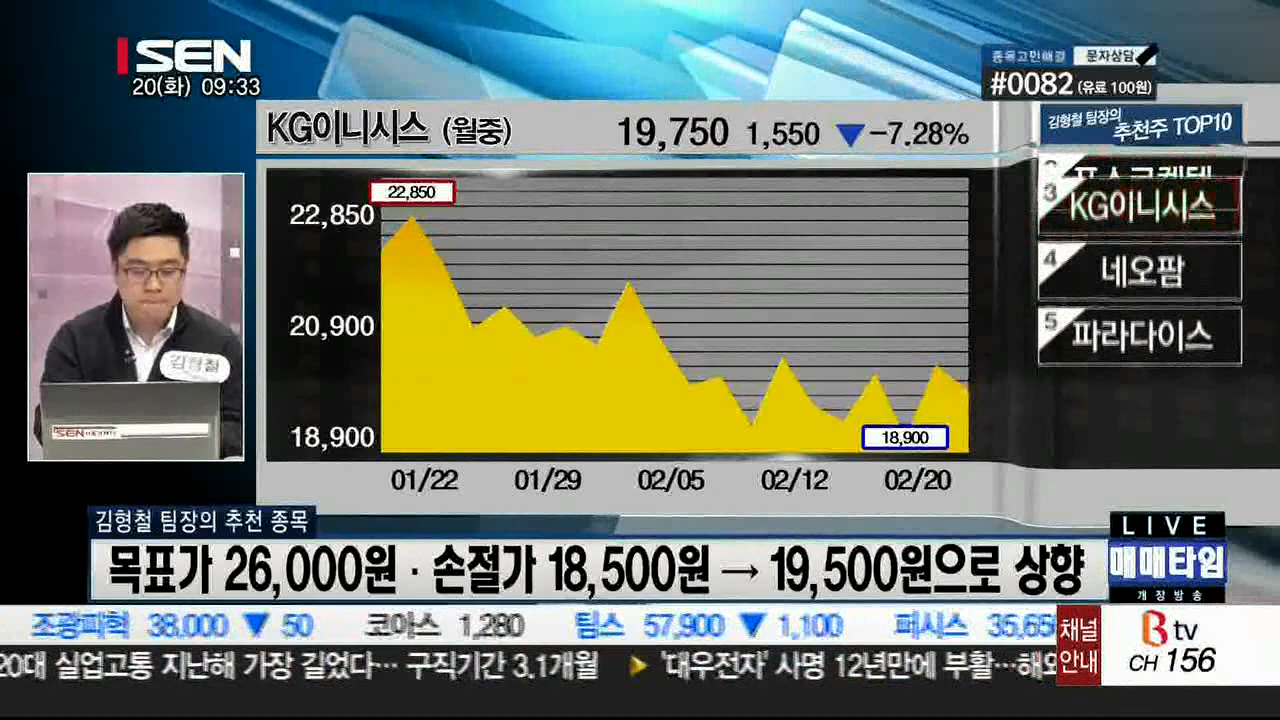 SEN
20(화) 09:33
종목고민해결 문자상담
#0082 (유료 100원)
KG이니시스 (월중) 19,750 1,550 ▼-7.28%
김형철 팀장의 추천주 TOP10
3 KG이니시스
4 네오팜
5 파라다이스
22,850
22,850
20,900
18,900
18,900
01/22 01/29 02/05 02/12 02/20
김형철
SEN
김형철 팀장의 추천 종목
목표가 26,000원 · 손절가 18,500원 → 19,500원으로 상향
LIVE
매매타임
개장방송
조광피혁 38,000 ▼ 50 코아스 1,280 팀스 57,900 ▼ 1,100 퍼시스
20대 실업고통 지난해 가장 길었다… 구직기간 3.1개월 ▶ '대우전자' 사명 12년만에 부활…
채널
안내
B tv
CH 156